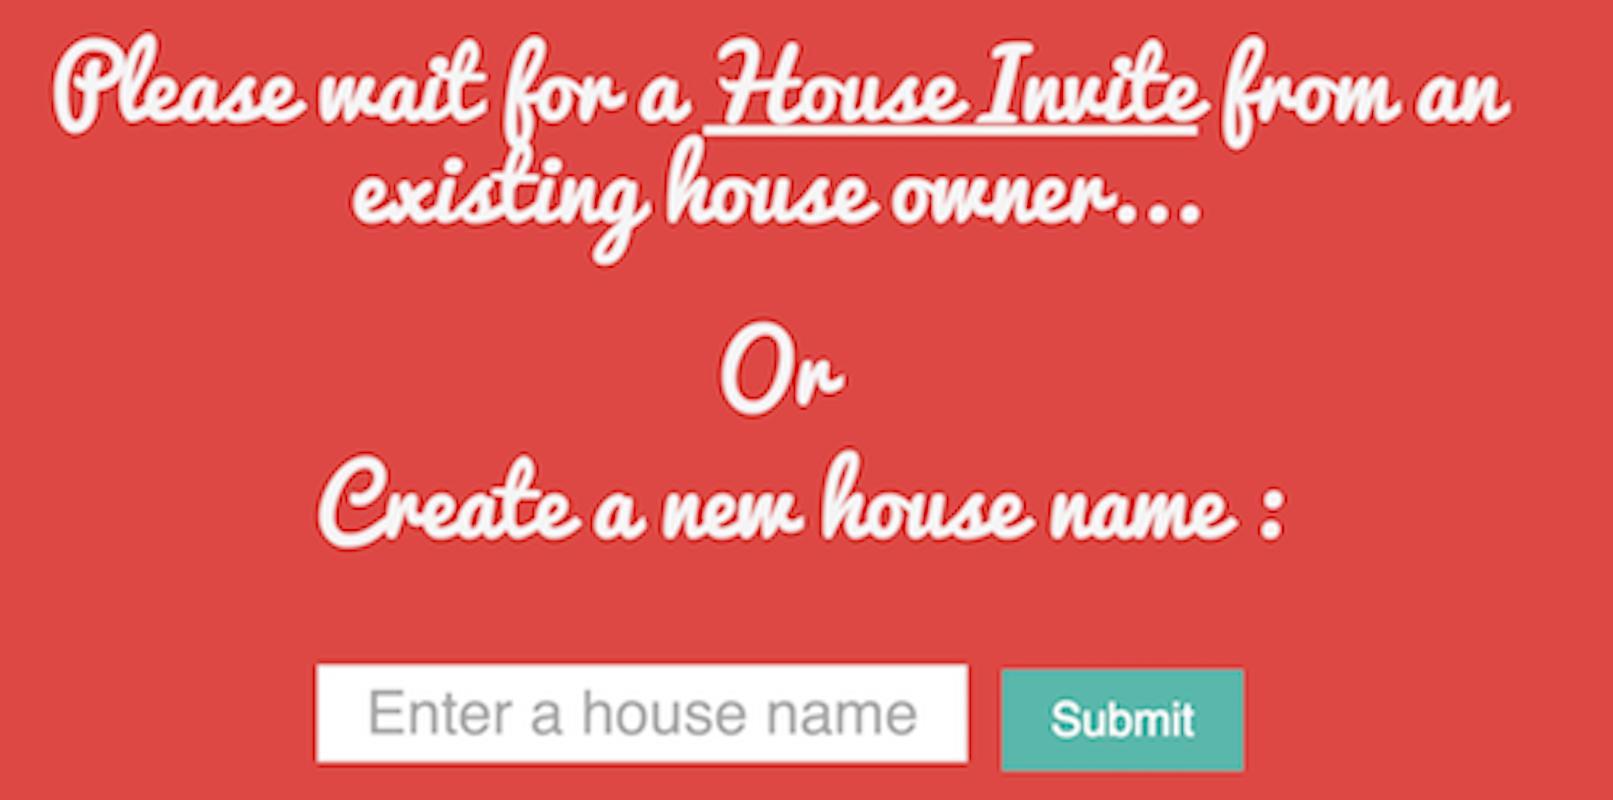 Please wait for a House Invite from an
existing house owner...
Or
Create a new house name :
Enter a house name
Submit